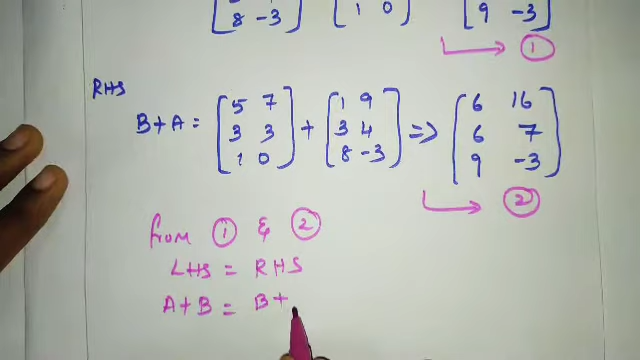 8 -3 1 0 9 -3
①
RHS
B+A = [5 7 + [1 9 => [6 16
3 3 3 4 6 7
1 0] 8 -3] 9 -3]
②
from ① & ②
LHS = RHS
A+B = B+